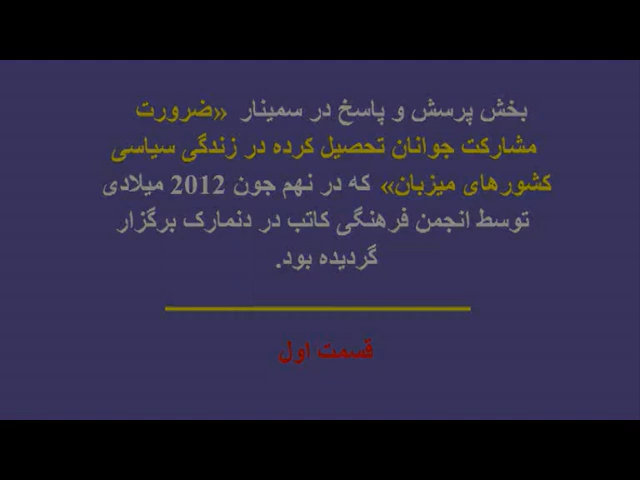 بخش پرسش و پاسخ در سمینار «ضرورت
مشارکت جوانان تحصیل کرده در زندگی سیاسی
کشورهای میزبان» که در نهم جون 2012 میلادی
توسط انجمن فرهنگی کاتب در دنمارک برگزار
گردیده بود.
قسمت اول